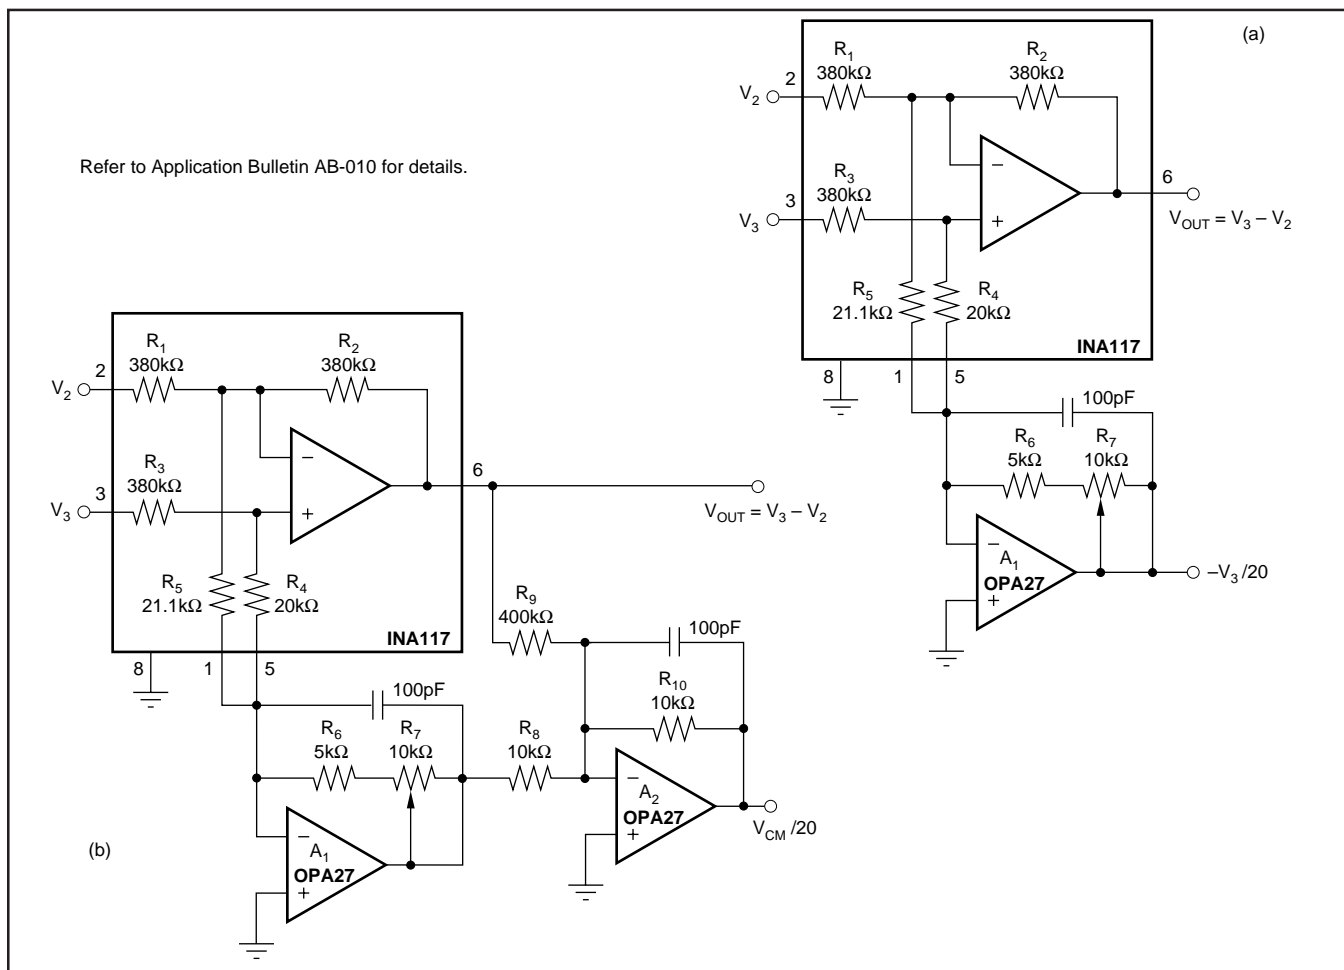 (a)
R1
380kΩ
R2
380kΩ
2
V2
R3
380kΩ
3
V3
−
+
6
VOUT = V3 – V2
R5
21.1kΩ
R4
20kΩ
INA117
8
1
5
100pF
R6
5kΩ
R7
10kΩ
−
A1
OPA27
+
–V3 /20
Refer to Application Bulletin AB-010 for details.
R1
380kΩ
R2
380kΩ
2
V2
R3
380kΩ
3
V3
−
+
6
VOUT = V3 – V2
R5
21.1kΩ
R4
20kΩ
INA117
8
1
5
R9
400kΩ
100pF
R10
10kΩ
100pF
R6
5kΩ
R7
10kΩ
R8
10kΩ
−
A2
OPA27
+
VCM /20
−
A1
OPA27
+
(b)